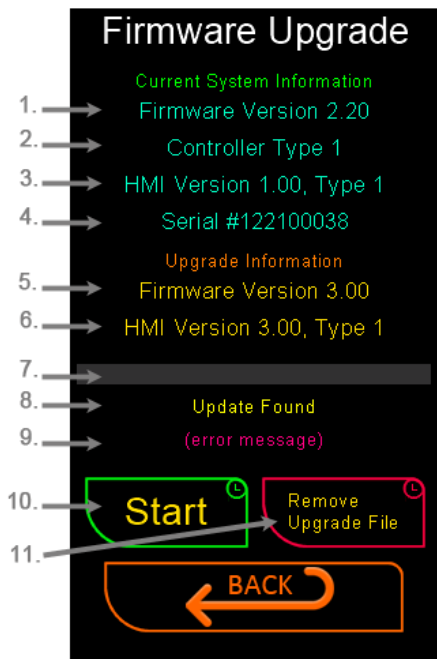 Firmware Upgrade
Current System Information
1. Firmware Version 2.20
2. Controller Type 1
3. HMI Version 1.00, Type 1
4. Serial #122100038
Upgrade Information
5. Firmware Version 3.00
6. HMI Version 3.00, Type 1
7.
8. Update Found
9. (error message)
10. Start
Remove
Upgrade File
11.
BACK